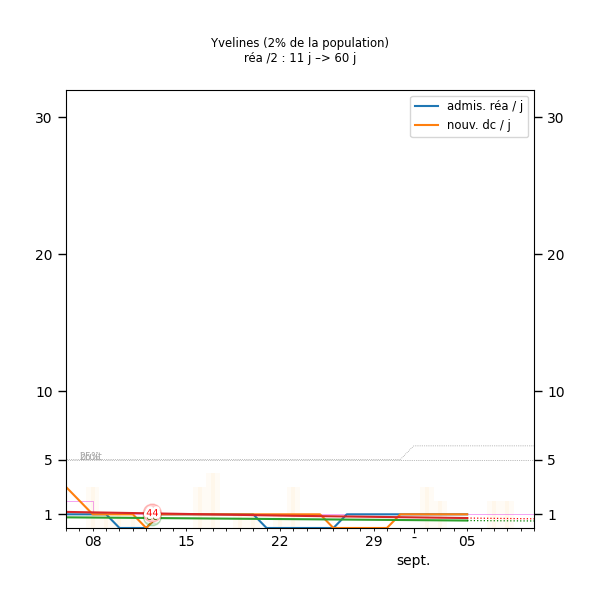 Yvelines (2% de la population)
réa /2 : 11 j –> 60 j
admis. réa / j
nouv. dc / j
30 30
20 20
10 10
5 5
1 1
44
08 15 22 29 - 05
sept.